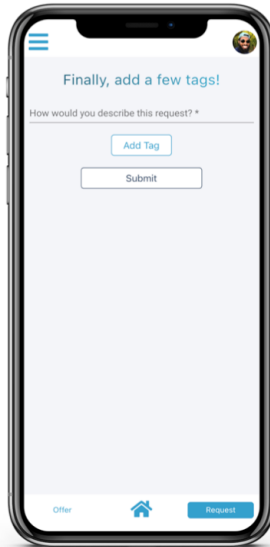 Finally, add a few tags!
How would you describe this request? *
Add Tag
Submit
Offer
Request